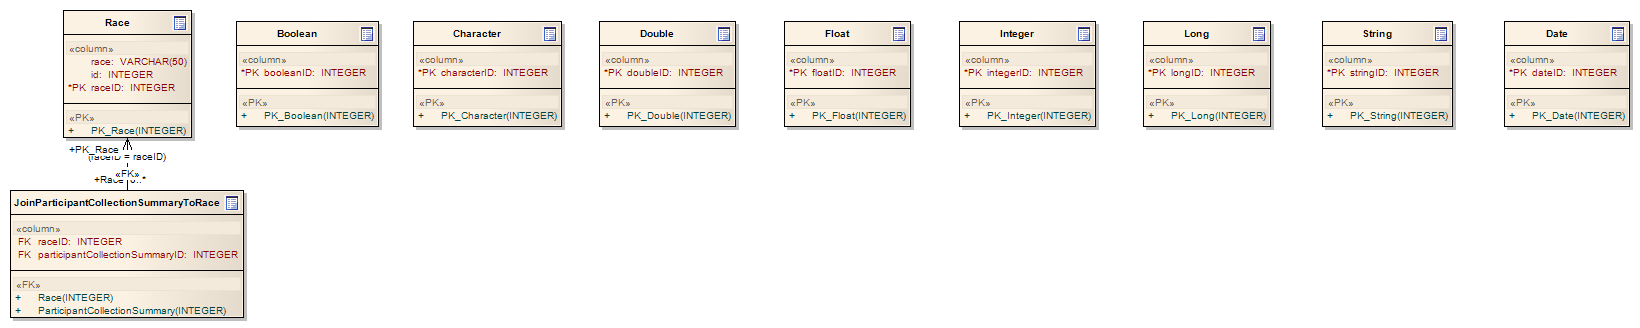 Race
«column»
race: VARCHAR(50)
id: INTEGER
*PK raceID: INTEGER
«PK»
+ PK_Race(INTEGER)
Boolean
«column»
*PK booleanID: INTEGER
«PK»
+ PK_Boolean(INTEGER)
Character
«column»
*PK characterID: INTEGER
«PK»
+ PK_Character(INTEGER)
Double
«column»
*PK doubleID: INTEGER
«PK»
+ PK_Double(INTEGER)
Float
«column»
*PK floatID: INTEGER
«PK»
+ PK_Float(INTEGER)
Integer
«column»
*PK integerID: INTEGER
«PK»
+ PK_Integer(INTEGER)
Long
«column»
*PK longID: INTEGER
«PK»
+ PK_Long(INTEGER)
String
«column»
*PK stringID: INTEGER
«PK»
+ PK_String(INTEGER)
Date
«column»
*PK dateID: INTEGER
«PK»
+ PK_Date(INTEGER)
+PK_Race
(raceID = raceID)
«FK»
+Race 0..*
JoinParticipantCollectionSummaryToRace
«column»
FK raceID: INTEGER
FK participantCollectionSummaryID: INTEGER
«FK»
+ Race(INTEGER)
+ ParticipantCollectionSummary(INTEGER)